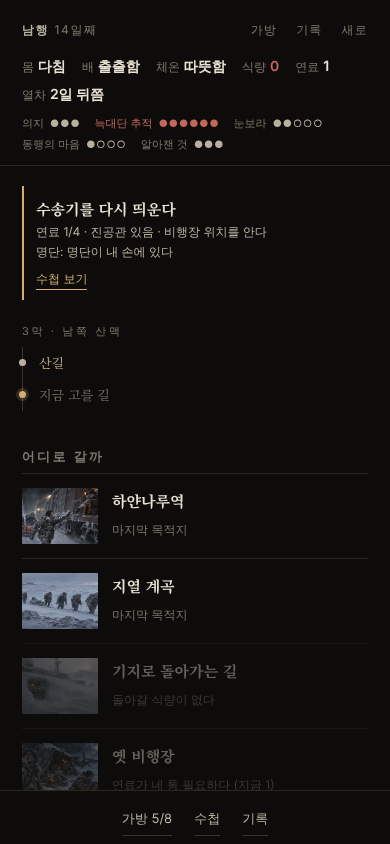 남행 14일째 가방 기록 새로
몸 다침 배 출출함 체온 따뜻함 식량 0 연료 1
열차 2일 뒤쯤
의지 ●●● 늑대단 추적 ●●●●●● 눈보라 ●●○○○
동행의 마음 ●○○○ 알아챈 것 ●●●
수송기를 다시 띄운다
연료 1/4 · 진공관 있음 · 비행장 위치를 안다
명단: 명단이 내 손에 있다
수첩 보기
3막 · 남쪽 산맥
산길
지금 고를 길
어디로 갈까
하얀나루역
마지막 목적지
지열 계곡
마지막 목적지
기지로 돌아가는 길
돌아갈 식량이 없다
옛 비행장
연료가 네 통 필요하다 (지금 1)
가방 5/8 수첩 기록